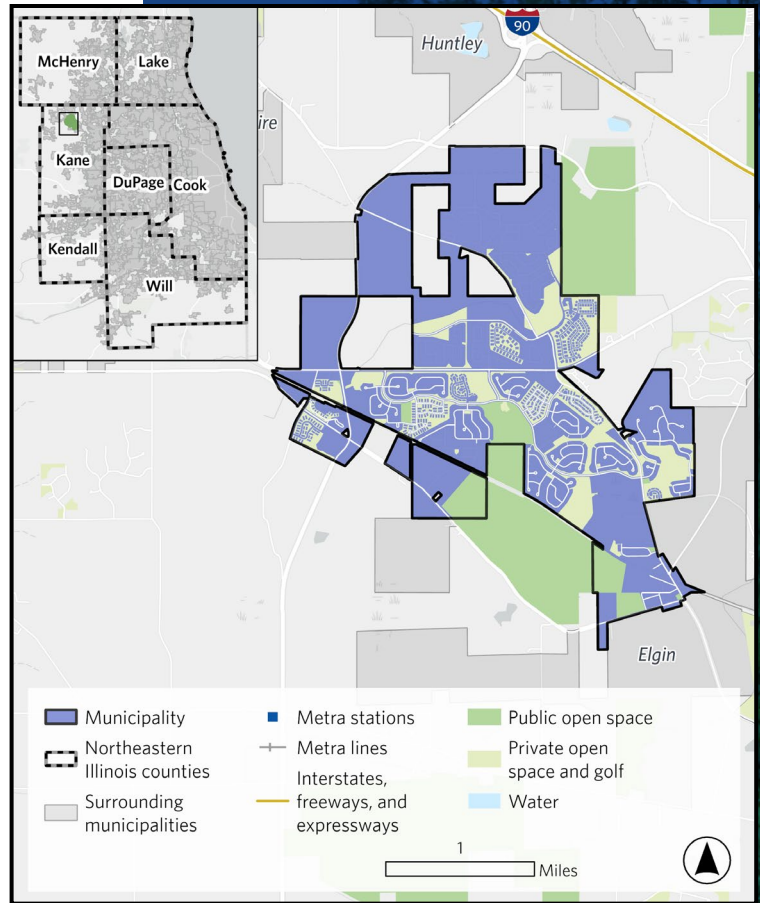 McHenry
Lake
Kane
DuPage
Cook
Kendall
Will
90
Huntley
ire
Elgin
Municipality
Northeastern
Illinois counties
Surrounding
municipalities
Metra stations
Metra lines
Interstates,
freeways, and
expressways
Public open space
Private open
space and golf
Water
1
Miles